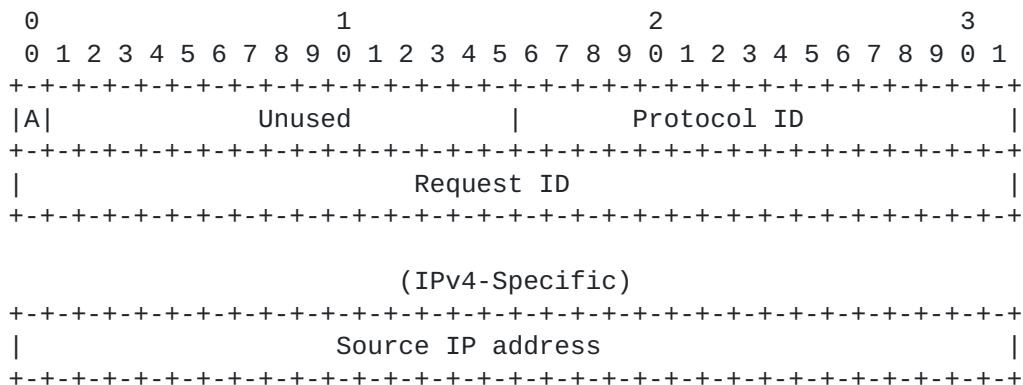 0                   1                   2                   3
0 1 2 3 4 5 6 7 8 9 0 1 2 3 4 5 6 7 8 9 0 1 2 3 4 5 6 7 8 9 0 1
+-+-+-+-+-+-+-+-+-+-+-+-+-+-+-+-+-+-+-+-+-+-+-+-+-+-+-+-+-+-+-+-+
|A|             Unused          |       Protocol ID             |
+-+-+-+-+-+-+-+-+-+-+-+-+-+-+-+-+-+-+-+-+-+-+-+-+-+-+-+-+-+-+-+-+
|                         Request ID                            |
+-+-+-+-+-+-+-+-+-+-+-+-+-+-+-+-+-+-+-+-+-+-+-+-+-+-+-+-+-+-+-+-+
(IPv4-Specific)
+-+-+-+-+-+-+-+-+-+-+-+-+-+-+-+-+-+-+-+-+-+-+-+-+-+-+-+-+-+-+-+-+
|                    Source IP address                          |
+-+-+-+-+-+-+-+-+-+-+-+-+-+-+-+-+-+-+-+-+-+-+-+-+-+-+-+-+-+-+-+-+